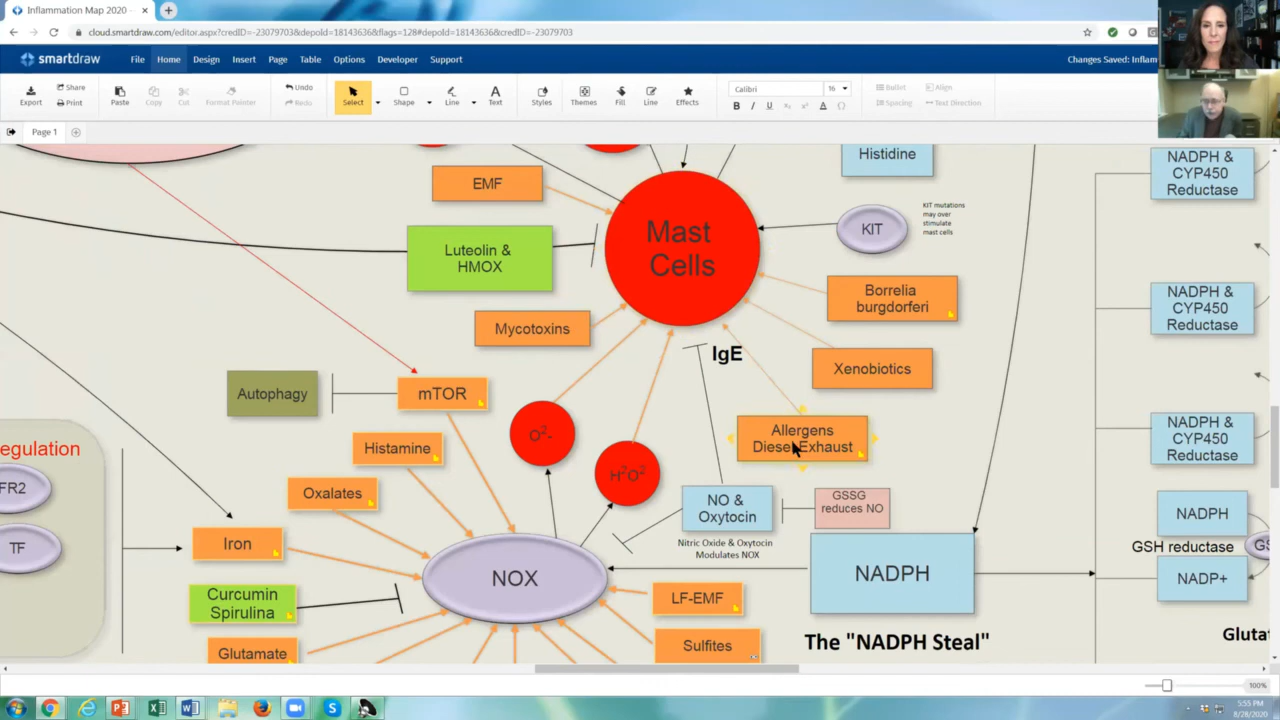 Inflammation Map 2020 -
cloud.smartdraw.com/editor.aspx?credID=-23079703&depoId=18143636&flags=128#depoId=18143636&credID=-23079703
smartdraw
File
Home
Design
Insert
Page
Table
Options
Developer
Support
Changes Saved: Inflam
Export
Share
Print
Paste
Copy
Cut
Format Painter
Undo
Redo
Select
Shape
Line
Text
Styles
Themes
Fill
Line
Effects
Calibri
16
B
I
U
Bullet
Align
Spacing
Text Direction
Page 1
EMF
Histidine
NADPH &
CYP450
Reductase
Mast
Cells
KIT
KIT mutations
may over
stimulate
mast cells
Luteolin &
HMOX
Borrelia
burgdorferi
NADPH &
CYP450
Reductase
Mycotoxins
IgE
Xenobiotics
Autophagy
mTOR
O2-
Allergens
Diesel Exhaust
NADPH &
CYP450
Reductase
egulation
Histamine
H2O2
FR2
Oxalates
NO &
Oxytocin
GSSG
reduces NO
NADPH
TF
Iron
Nitric Oxide & Oxytocin
Modulates NOX
GSH reductase
GS
NOX
NADPH
NADP+
Curcumin
Spirulina
LF-EMF
The "NADPH Steal"
Glutat
Glutamate
Sulfites
100%
5:55 PM
8/28/2020